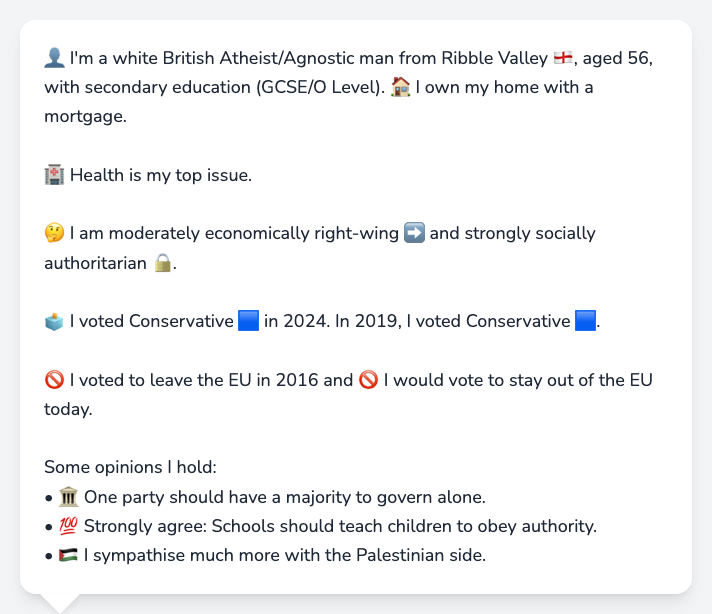 👤 I'm a white British Atheist/Agnostic man from Ribble Valley 🏴󠁧󠁢󠁥󠁮󠁧󠁿, aged 56,
with secondary education (GCSE/O Level). 🏠 I own my home with a
mortgage.
🏥 Health is my top issue.
🤔 I am moderately economically right-wing ➡️ and strongly socially
authoritarian 🔒.
🗳️ I voted Conservative 🟦 in 2024. In 2019, I voted Conservative 🟦.
🚫 I voted to leave the EU in 2016 and 🚫 I would vote to stay out of the EU
today.
Some opinions I hold:
• 🏛️ One party should have a majority to govern alone.
• 💯 Strongly agree: Schools should teach children to obey authority.
• 🇵🇸 I sympathise much more with the Palestinian side.